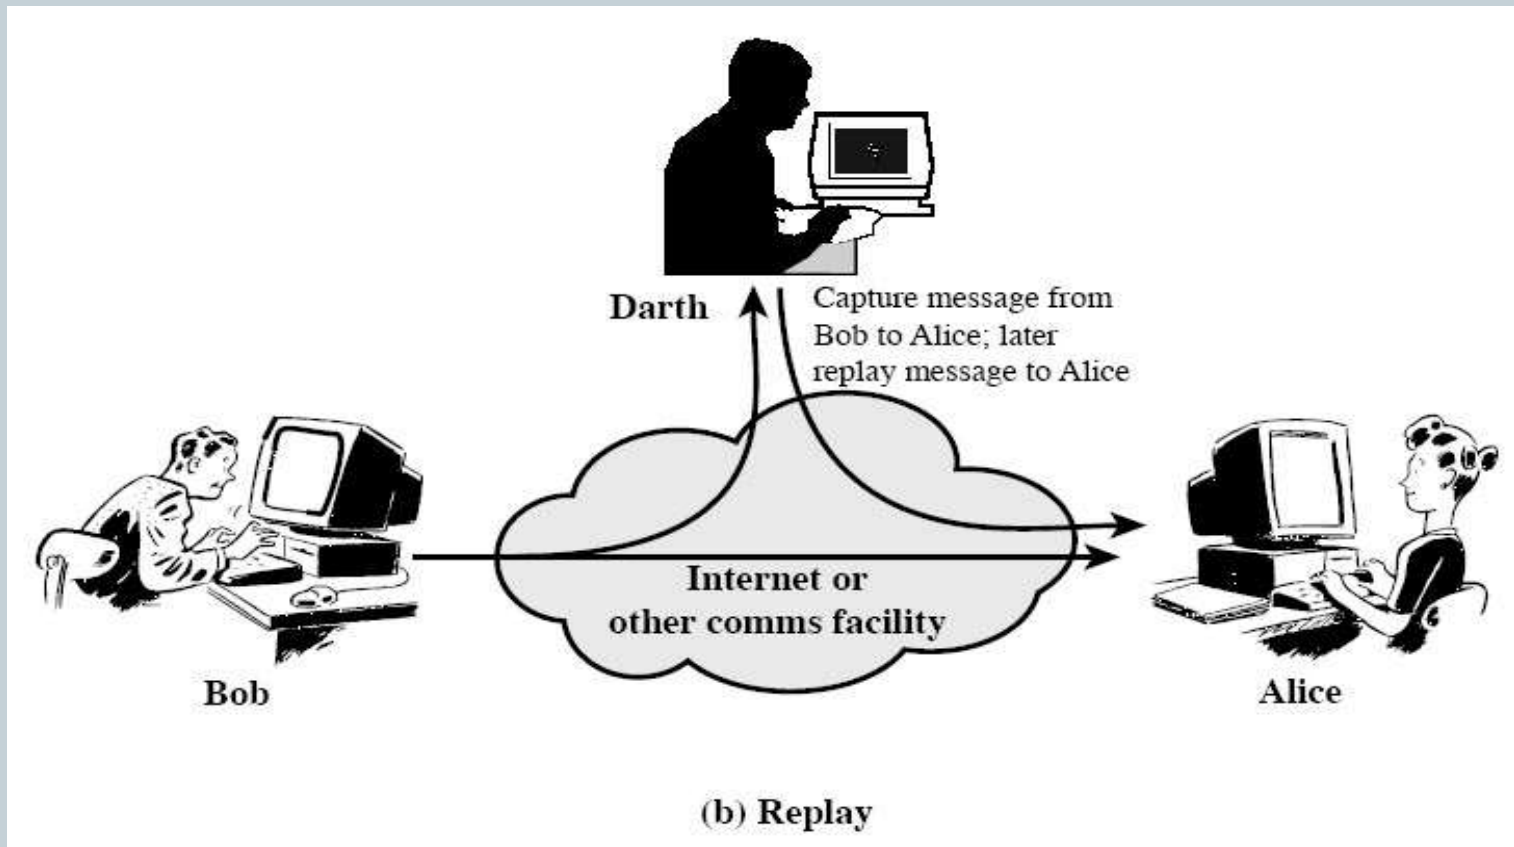 Darth
Capture message from
Bob to Alice; later
replay message to Alice
Internet or
other comms facility
Bob
Alice
(b) Replay